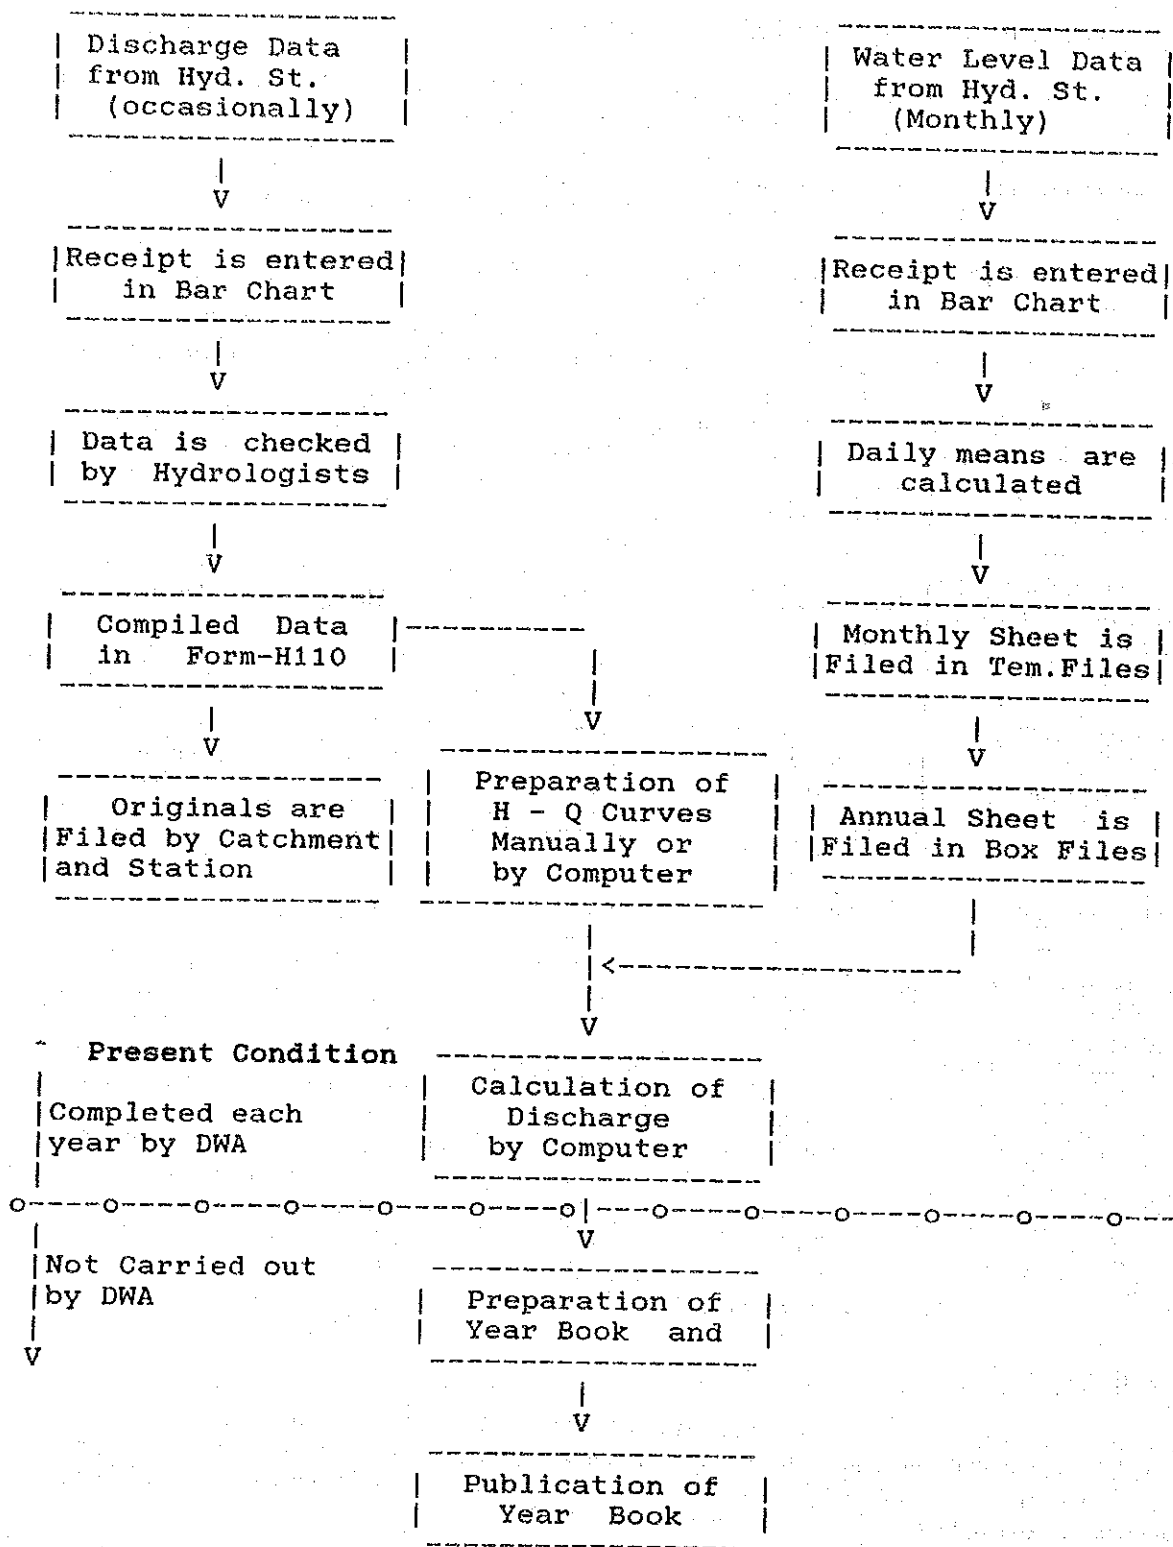 Discharge Data
from Hyd. St.
(occasionally)
Receipt is entered
in Bar Chart
Data is checked
by Hydrologists
Compiled Data
in Form-H110
Originals are
Filed by Catchment
and Station
Water Level Data
from Hyd. St.
(Monthly)
Receipt is entered
in Bar Chart
Daily means are
calculated
Monthly Sheet is
Filed in Tem.Files
Annual Sheet is
Filed in Box Files
Preparation of
H - Q Curves
Manually or
by Computer
Calculation of
Discharge
by Computer
Present Condition
Completed each
year by DWA
Not Carried out
by DWA
Preparation of
Year Book and
Publication of
Year Book